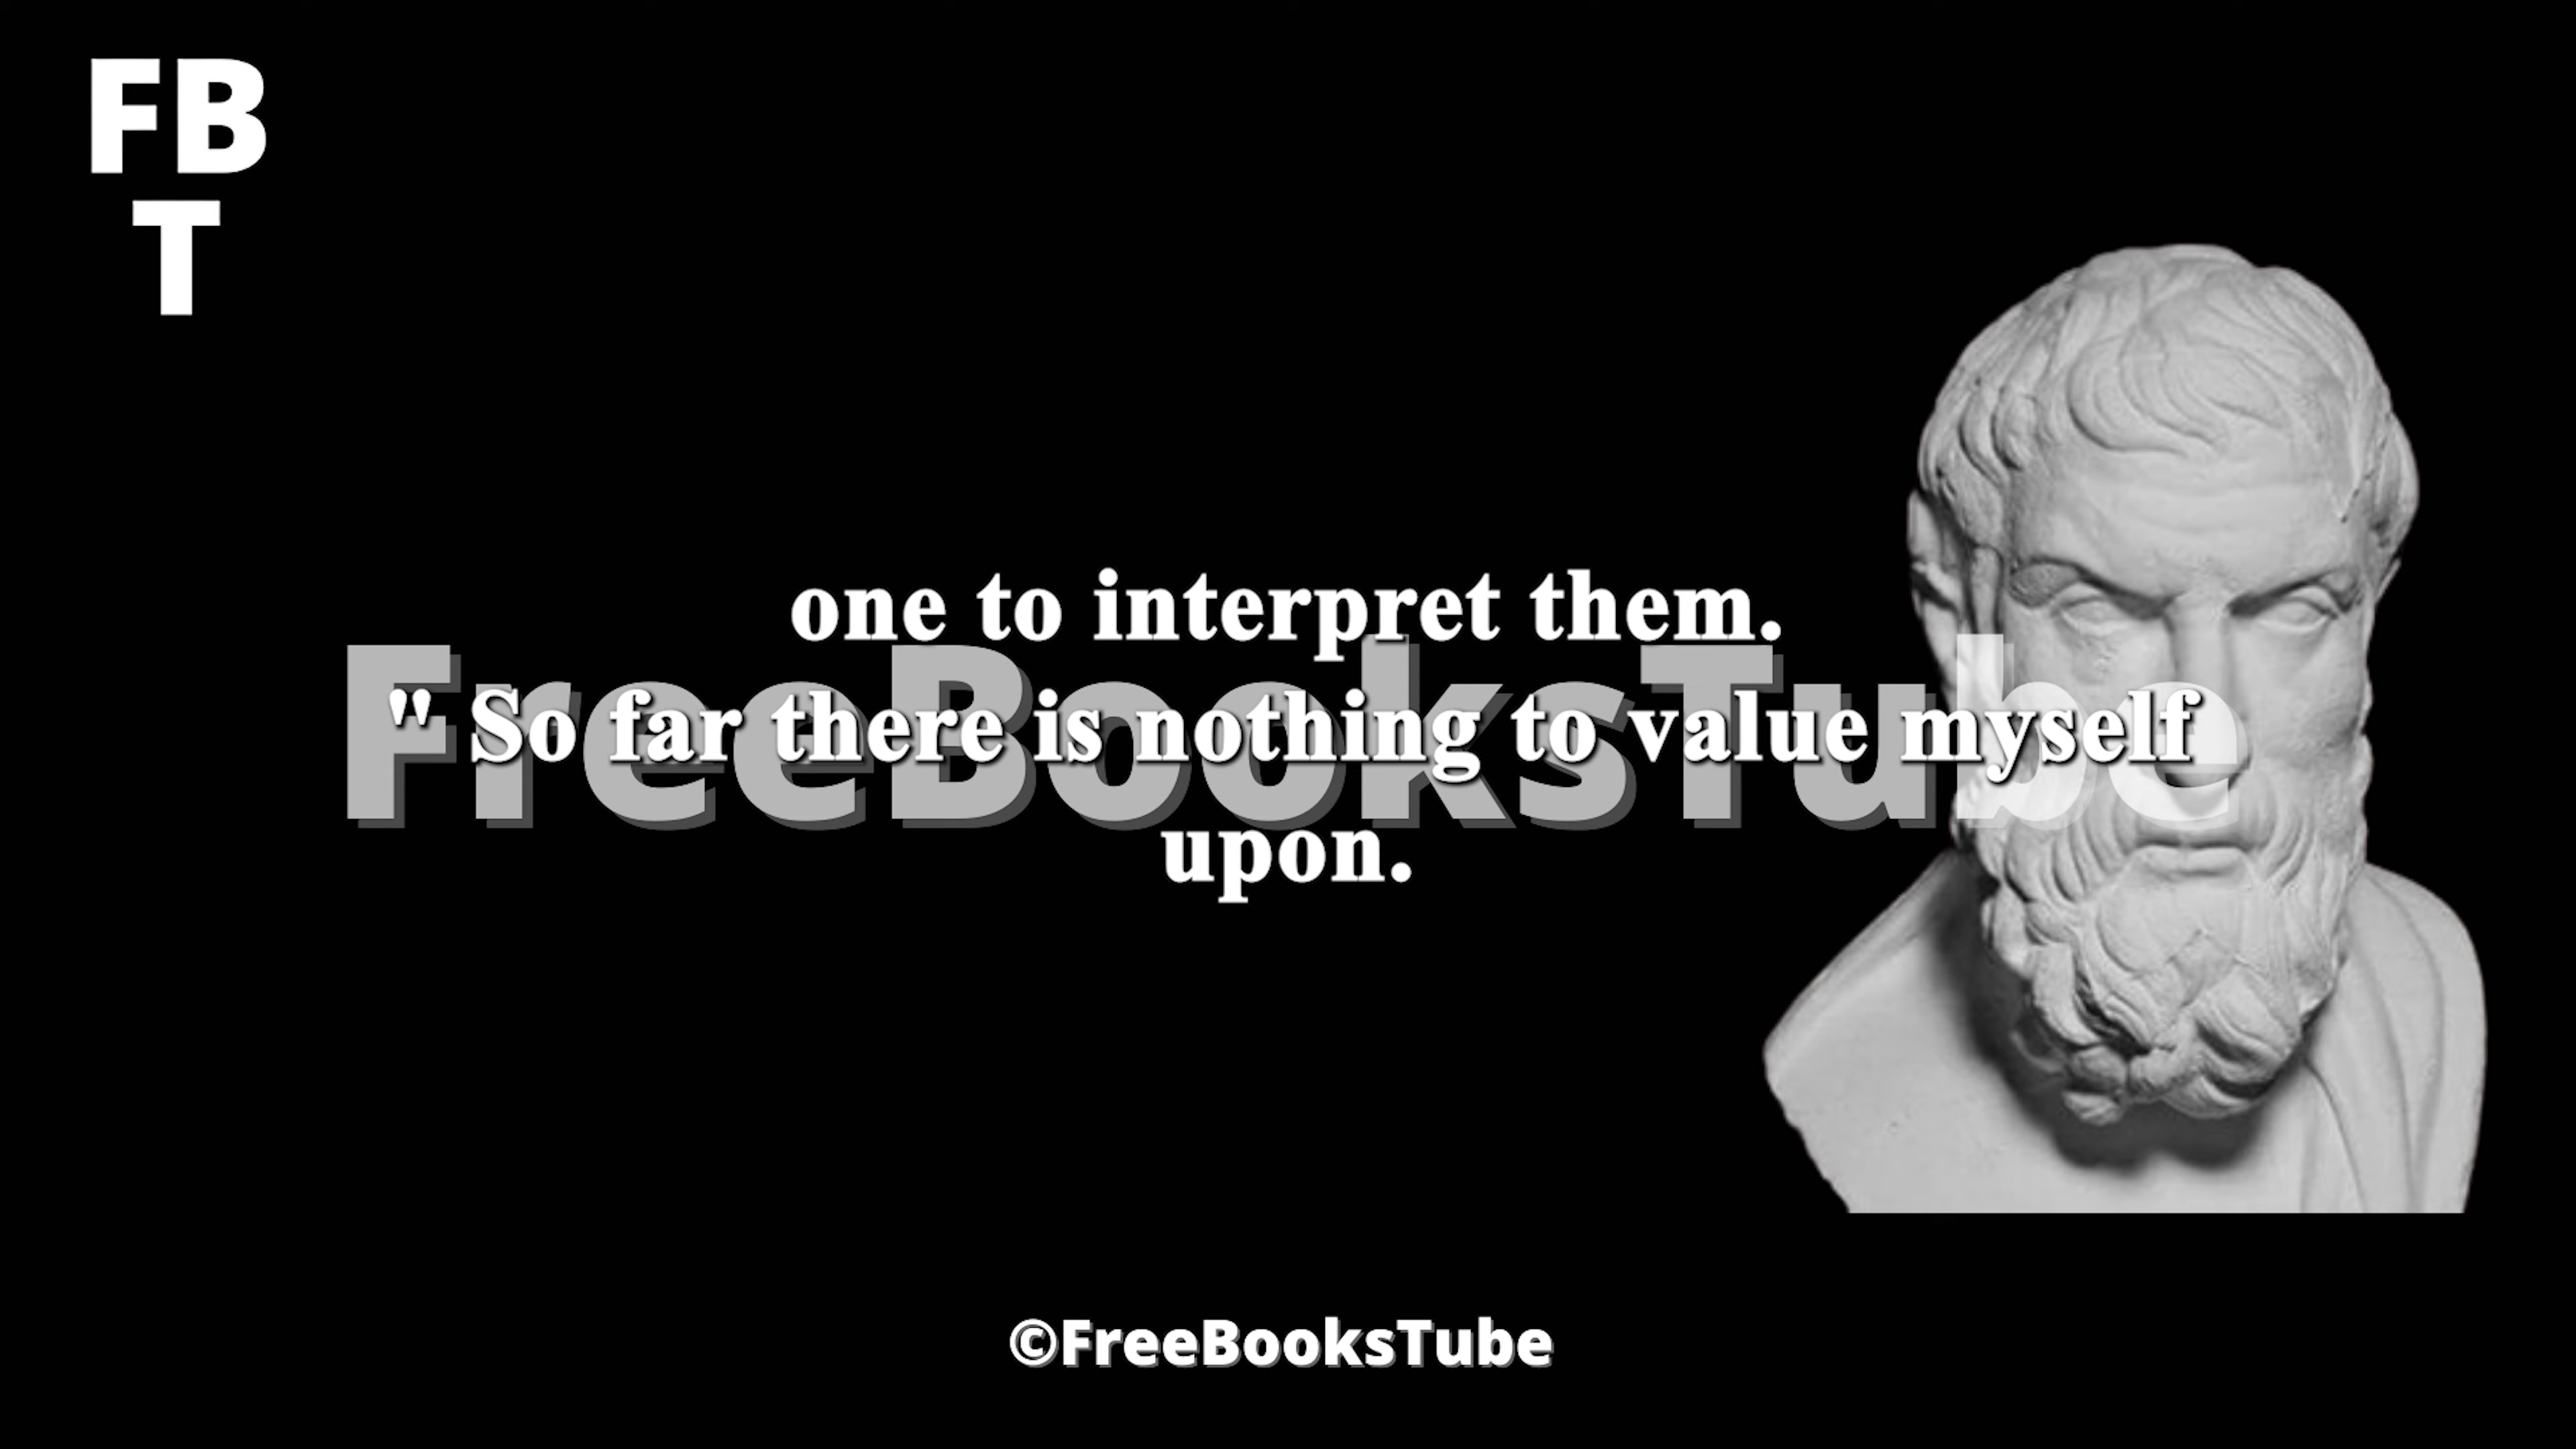 FB
T
one to interpret them.
" So far there is nothing to value myself
FreeBooksTube
upon.
©FreeBooksTube